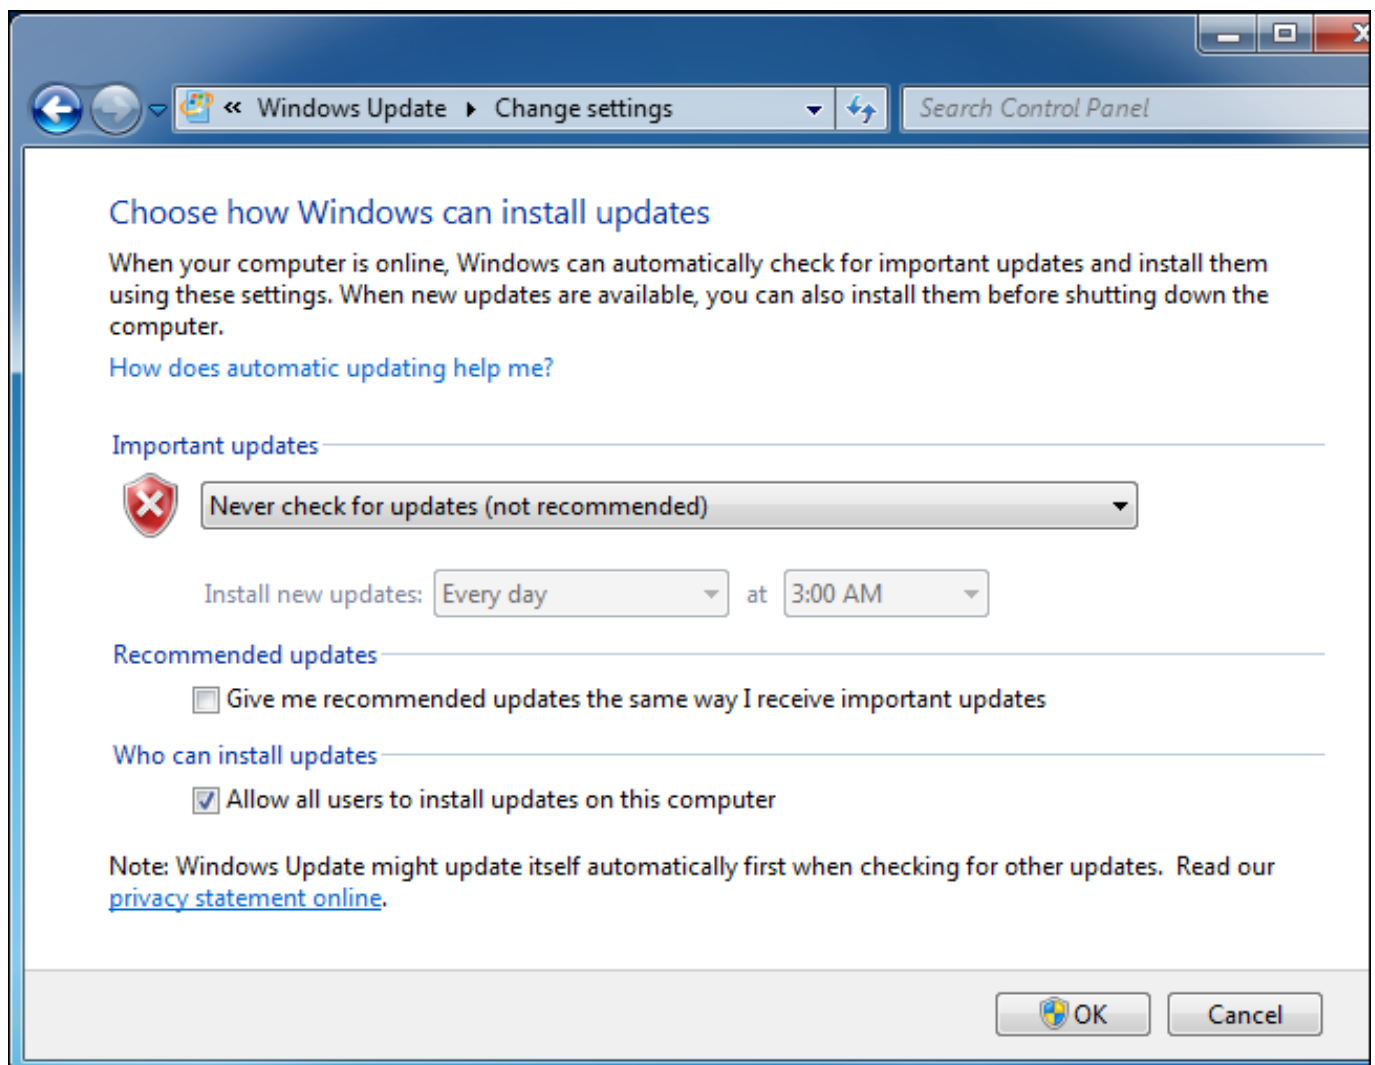 « Windows Update ▸ Change settings
Search Control Panel
Choose how Windows can install updates
When your computer is online, Windows can automatically check for important updates and install them
using these settings. When new updates are available, you can also install them before shutting down the
computer.
How does automatic updating help me?
Important updates
Never check for updates (not recommended)
Install new updates: Every day at 3:00 AM
Recommended updates
Give me recommended updates the same way I receive important updates
Who can install updates
Allow all users to install updates on this computer
Note: Windows Update might update itself automatically first when checking for other updates.  Read our
privacy statement online.
OK Cancel